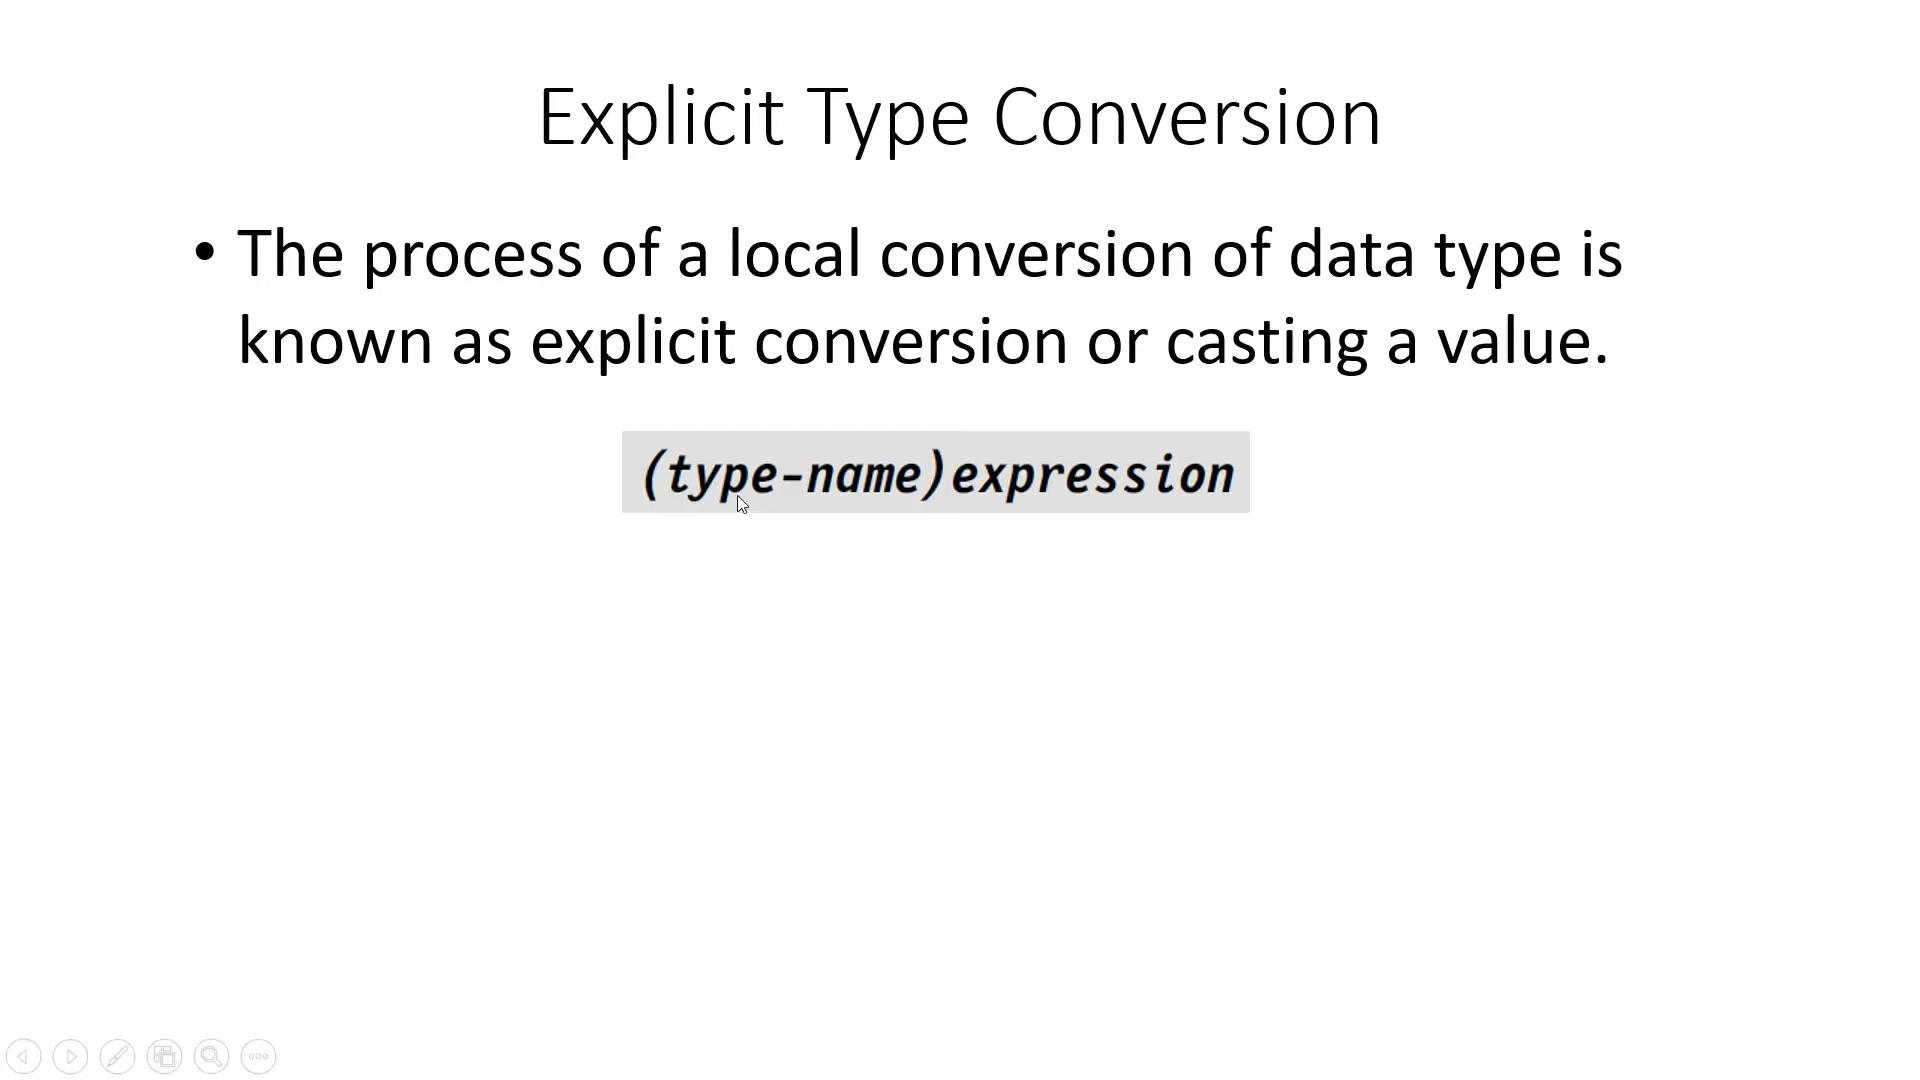 Explicit Type Conversion
• The process of a local conversion of data type is
known as explicit conversion or casting a value.
(type-name)expression